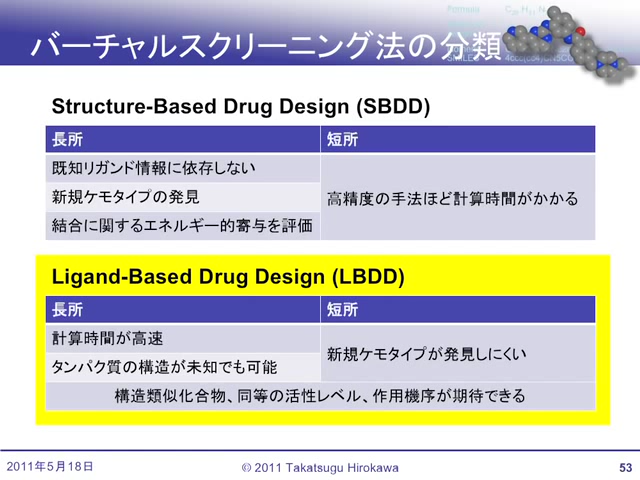 Formula
バーチャルスクリーニング法の分類
SMILES
Structure-Based Drug Design (SBDD)
長所 短所
既知リガンド情報に依存しない
新規ケモタイプの発見
高精度の手法ほど計算時間がかかる
結合に関するエネルギー的寄与を評価
Ligand-Based Drug Design (LBDD)
長所 短所
計算時間が高速
新規ケモタイプが発見しにくい
タンパク質の構造が未知でも可能
構造類似化合物、同等の活性レベル、作用機序が期待できる
2011年5月18日 © 2011 Takatsugu Hirokawa 53